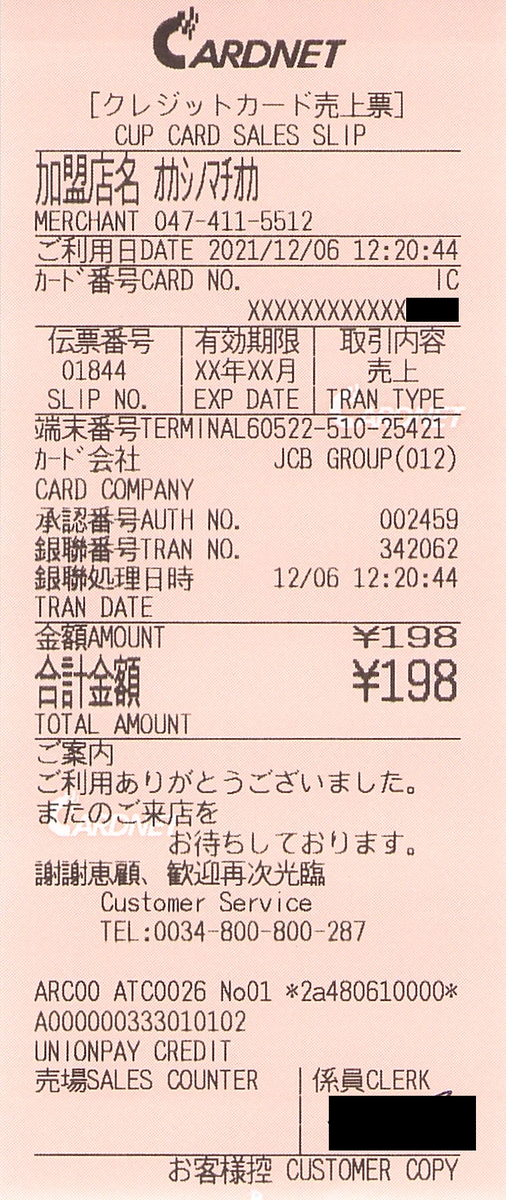 CARDNET
[クレジットカード売上票]
CUP CARD SALES SLIP
加盟店名 ｵｶｼﾉﾏﾁｵｶ
MERCHANT 047-411-5512
ご利用日DATE 2021/12/06 12:20:44
ｶｰﾄﾞ番号CARD NO. IC
XXXXXXXXXXXX
伝票番号 有効期限 取引内容
01844 XX年XX月 売上
SLIP NO. EXP DATE TRAN TYPE
端末番号TERMINAL60522-510-25421
ｶｰﾄﾞ会社 JCB GROUP(012)
CARD COMPANY
承認番号AUTH NO. 002459
銀聯番号TRAN NO. 342062
銀聯処理日時 12/06 12:20:44
TRAN DATE
金額AMOUNT ¥198
合計金額 ¥198
TOTAL AMOUNT
ご案内
ご利用ありがとうございました。
またのご来店を
お待ちしております。
謝謝恵顧、歓迎再次光臨
Customer Service
TEL:0034-800-800-287
ARC00 ATC0026 No01 *2a480610000*
A000000333010102
UNIONPAY CREDIT
売場SALES COUNTER 係員CLERK
お客様控 CUSTOMER COPY